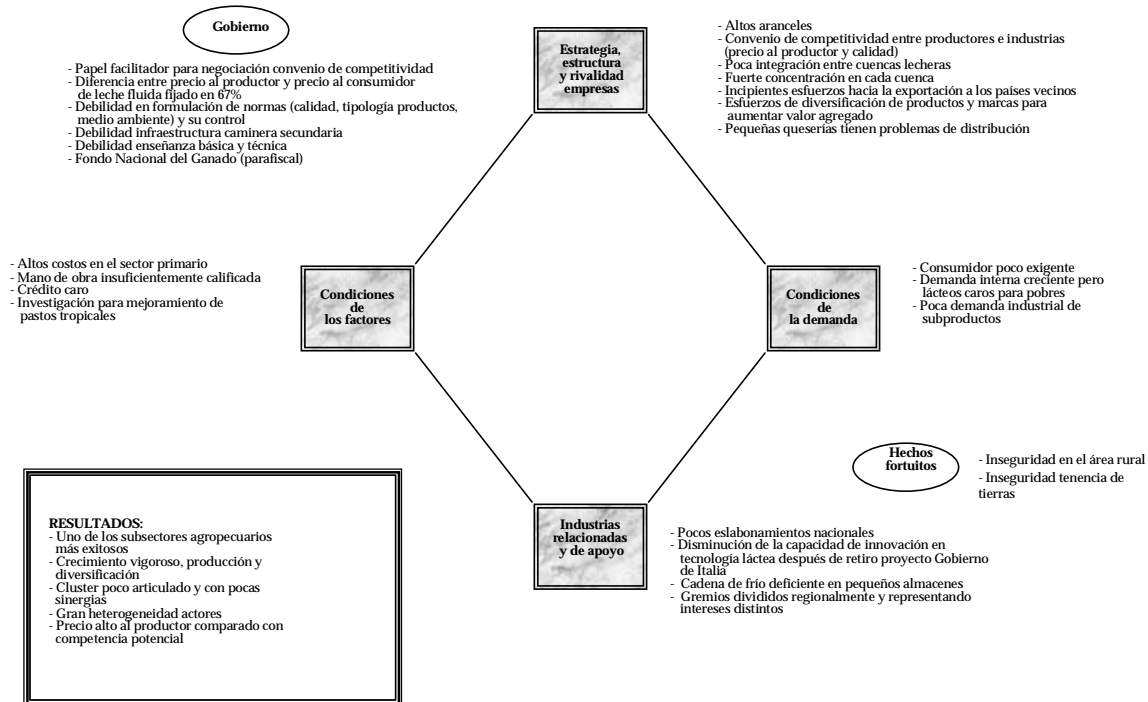 Gobierno
- Papel facilitador para negociación convenio de competitividad
- Diferencia entre precio al productor y precio al consumidor
de leche fluida fijado en 67%
- Debilidad en formulación de normas (calidad, tipología productos,
medio ambiente) y su control
- Debilidad infraestructura caminera secundaria
- Debilidad enseñanza básica y técnica
- Fondo Nacional del Ganado (parafiscal)
Estrategia,
estructura
y rivalidad
empresas
- Altos aranceles
- Convenio de competitividad entre productores e industrias
(precio al productor y calidad)
- Poca integración entre cuencas lecheras
- Fuerte concentración en cada cuenca
- Incipientes esfuerzos hacia la exportación a los países vecinos
- Esfuerzos de diversificación de productos y marcas para
aumentar valor agregado
- Pequeñas queserías tienen problemas de distribución
- Altos costos en el sector primario
- Mano de obra insuficientemente calificada
- Crédito caro
- Investigación para mejoramiento de
pastos tropicales
Condiciones
de
los factores
Condiciones
de
la demanda
- Consumidor poco exigente
- Demanda interna creciente pero
lácteos caros para pobres
- Poca demanda industrial de
subproductos
Hechos
fortuitos
- Inseguridad en el área rural
- Inseguridad tenencia de
tierras
RESULTADOS:
- Uno de los subsectores agropecuarios
más exitosos
- Crecimiento vigoroso, producción y
diversificación
- Cluster poco articulado y con pocas
sinergias
- Gran heterogeneidad actores
- Precio alto al productor comparado con
competencia potencial
Industrias
relacionadas
y de apoyo
- Pocos eslabonamientos nacionales
- Disminución de la capacidad de innovación en
tecnología láctea después de retiro proyecto Gobierno
de Italia
- Cadena de frío deficiente en pequeños almacenes
- Gremios divididos regionalmente y representando
intereses distintos